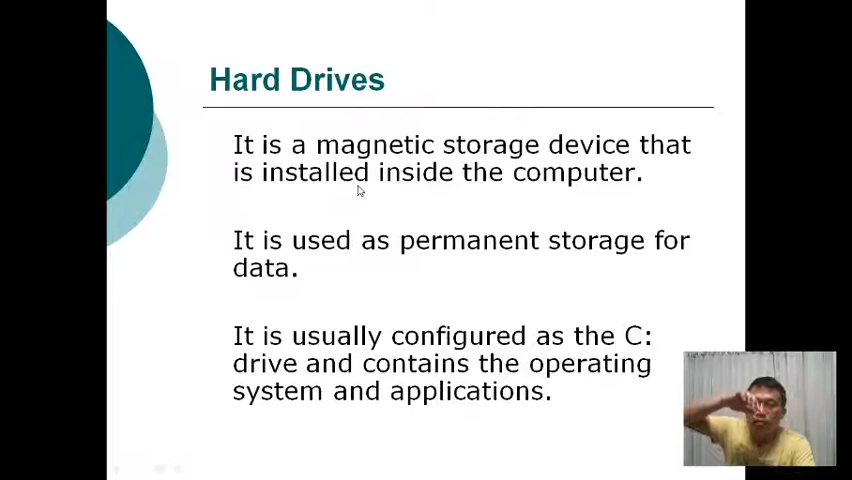 Hard Drives
It is a magnetic storage device that
is installed inside the computer.
It is used as permanent storage for
data.
It is usually configured as the C:
drive and contains the operating
system and applications.